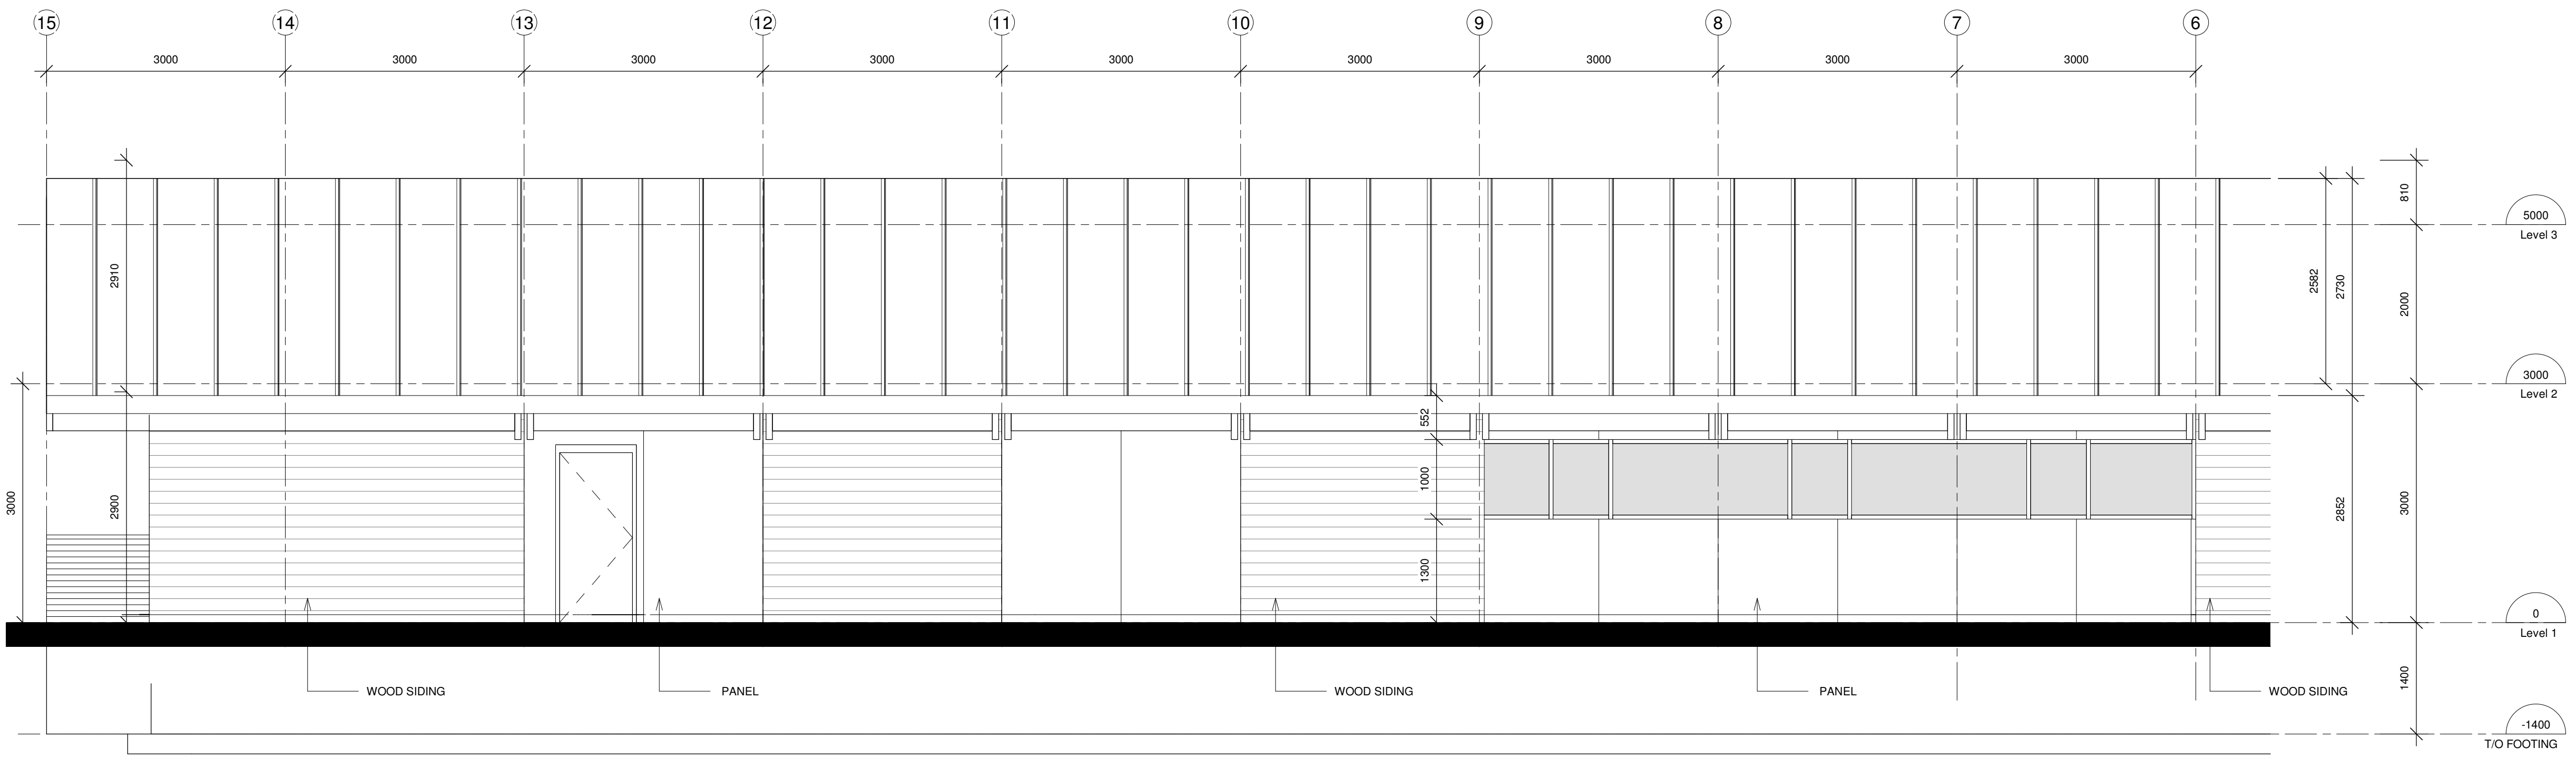 15 14 13 12 11 10 9 8 7 6
3000 3000 3000 3000 3000 3000 3000 3000 3000
810
5000
Level 3
2910
2582
2730
2000
3000
Level 2
552
1000
1300
3000
2900
2852
3000
0
Level 1
WOOD SIDING
PANEL
WOOD SIDING
PANEL
WOOD SIDING
1400
-1400
T/O FOOTING